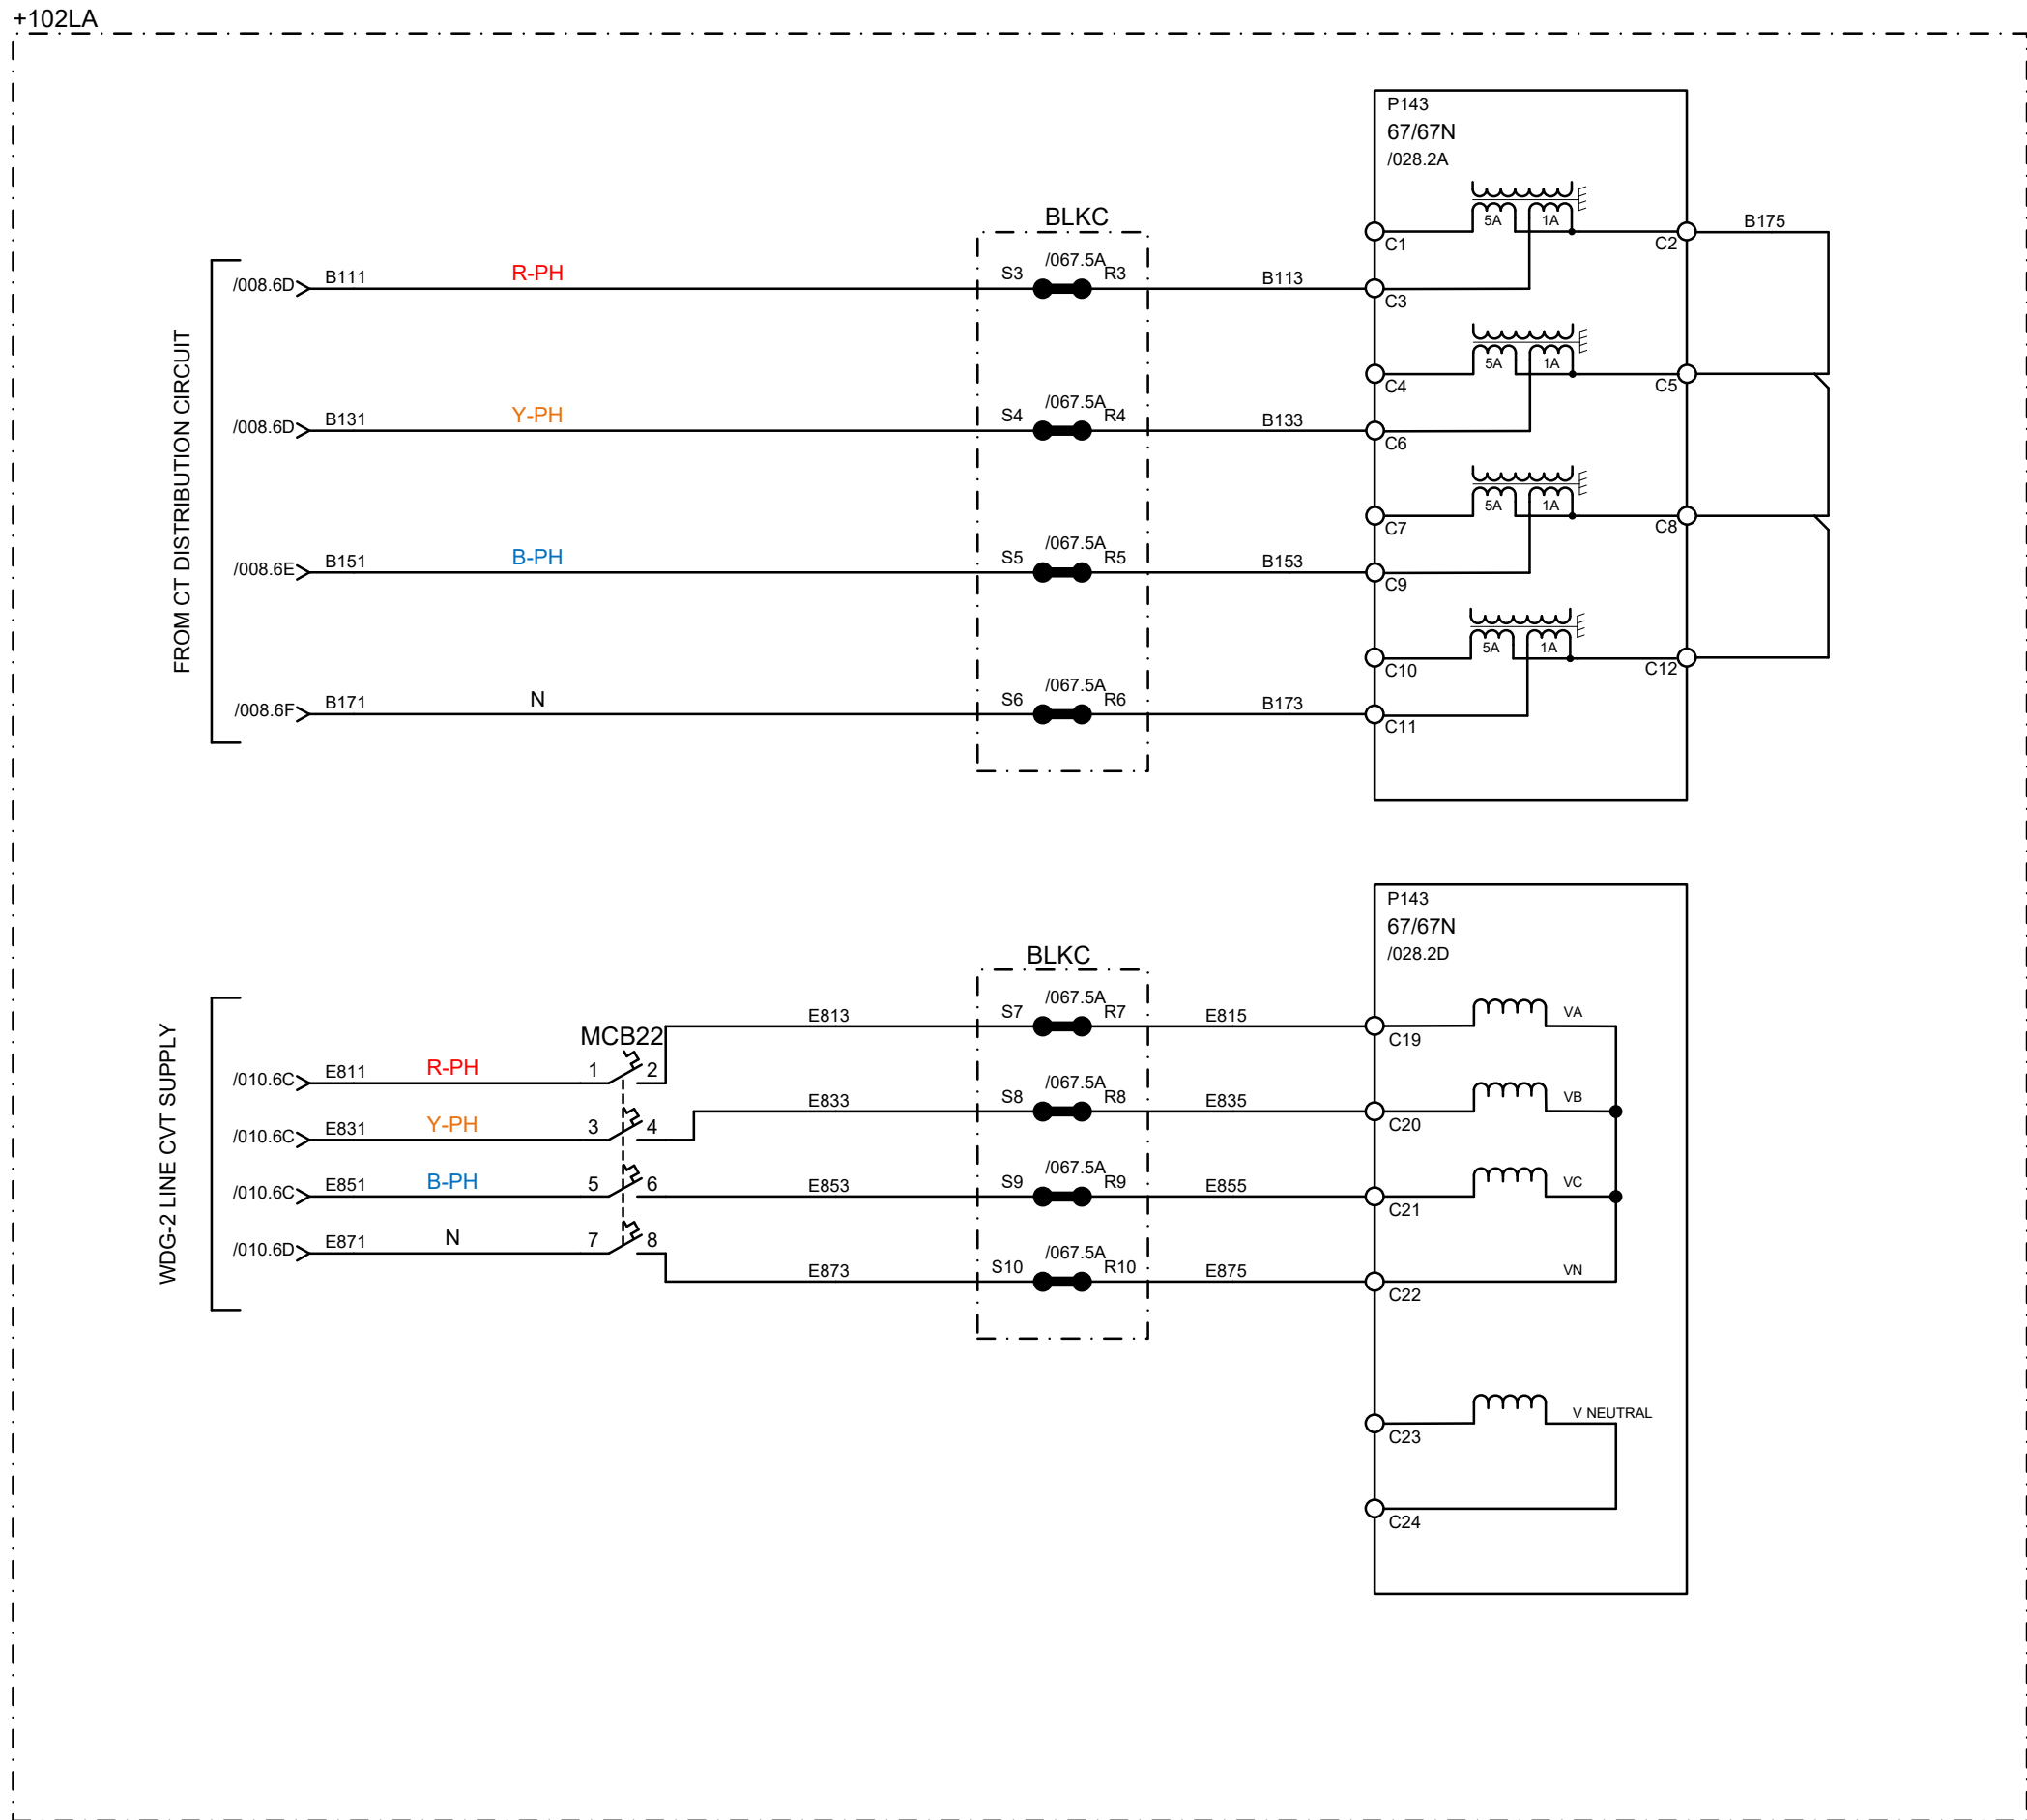 +102LA
P143
67/67N
/028.2A
5A 1A
C1 C2 B175
BLKC
FROM CT DISTRIBUTION CIRCUIT
/008.6D B111 R-PH S3 /067.5A R3 B113 C3
5A 1A
C4 C5
/008.6D B131 Y-PH S4 /067.5A R4 B133 C6
5A 1A
C7 C8
/008.6E B151 B-PH S5 /067.5A R5 B153 C9
5A 1A
C10 C12
/008.6F B171 N S6 /067.5A R6 B173 C11
P143
67/67N
/028.2D
BLKC
WDG-2 LINE CVT SUPPLY
MCB22
E813 S7 /067.5A R7 E815 C19 VA
/010.6C E811 R-PH 1 2
E833 S8 /067.5A R8 E835 C20 VB
/010.6C E831 Y-PH 3 4
/010.6C E851 B-PH 5 6 E853 S9 /067.5A R9 E855 C21 VC
/010.6D E871 N 7 8
E873 S10 /067.5A R10 E875 C22 VN
C23 V NEUTRAL
C24